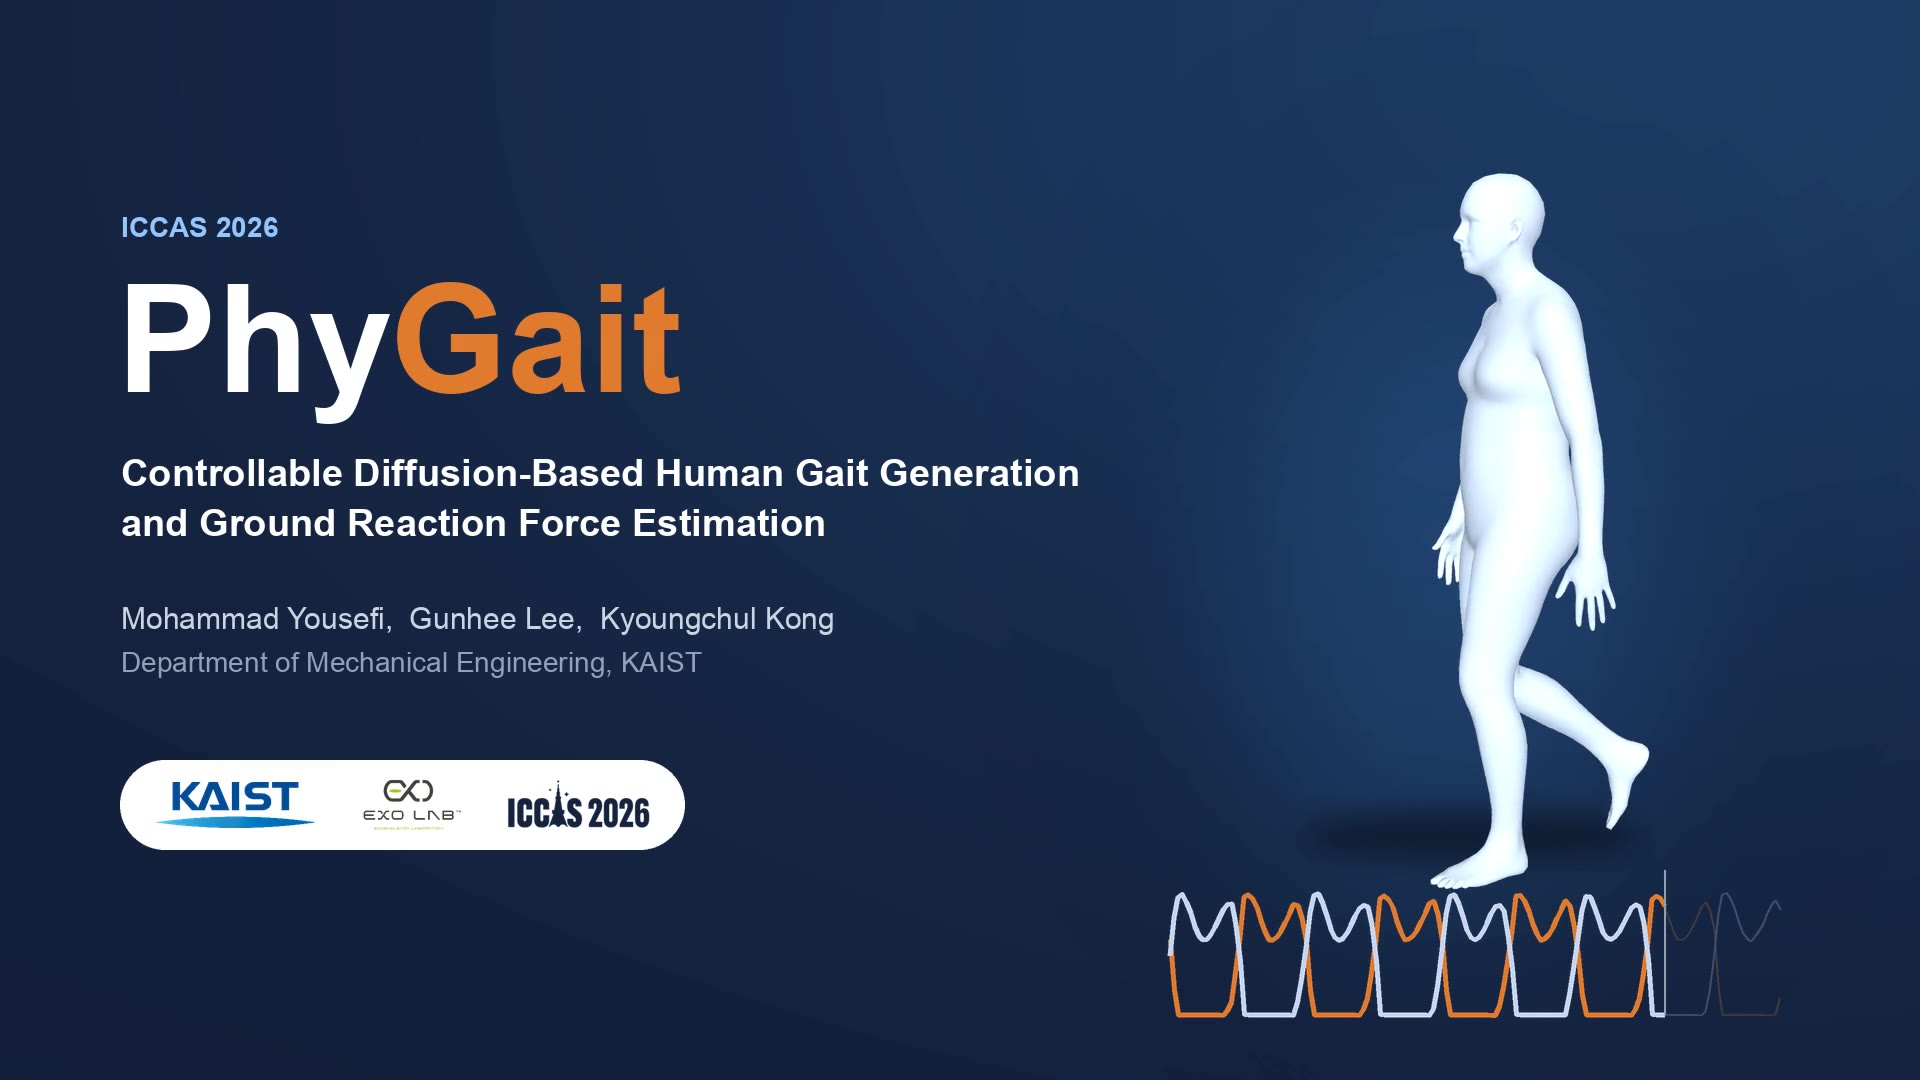 ICCAS 2026
PhyGait
Controllable Diffusion-Based Human Gait Generation
and Ground Reaction Force Estimation
Mohammad Yousefi, Gunhee Lee, Kyoungchul Kong
Department of Mechanical Engineering, KAIST
KAIST
EXO LAB™
ICCAS 2026